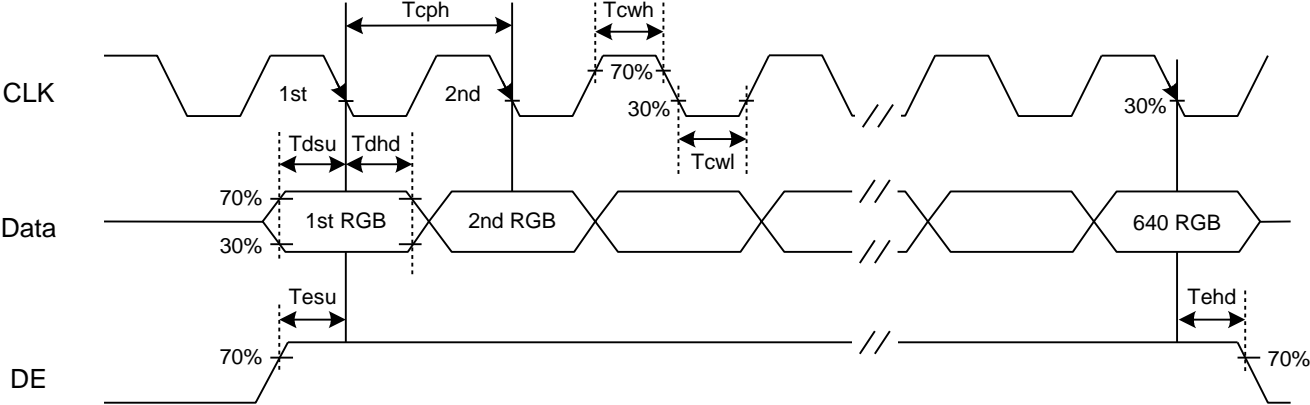 Tcph
Tcwh
CLK
1st
2nd
70%
30%
30%
Tdsu
Tdhd
Tcwl
Data
70%
30%
1st RGB
2nd RGB
640 RGB
Tesu
Tehd
DE
70%
70%